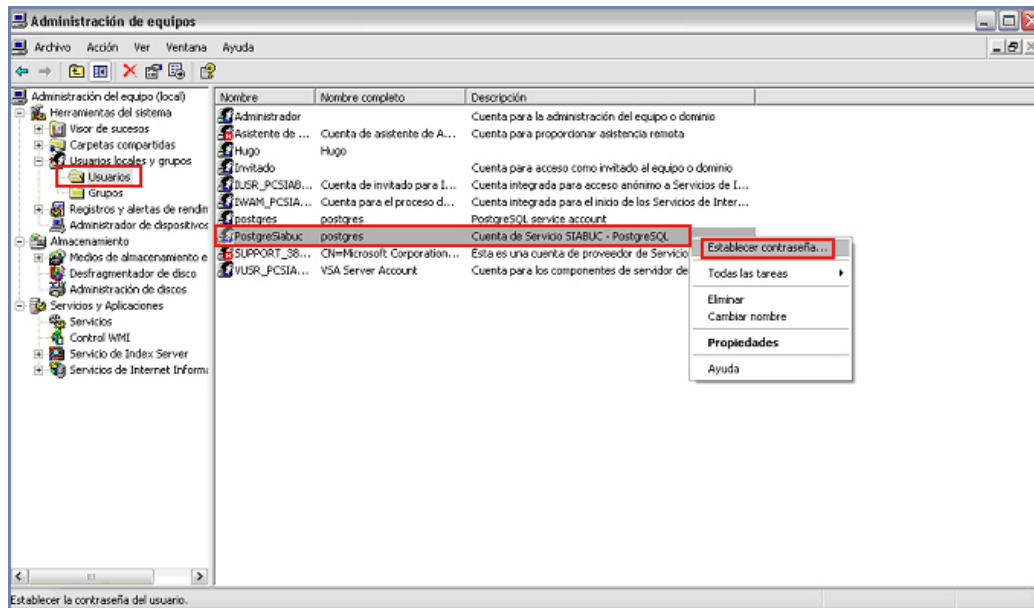 Administración de equipos
Archivo Acción Ver Ventana Ayuda
Administración del equipo (local)
Herramientas del sistema
Visor de sucesos
Carpetas compartidas
Usuarios locales y grupos
Usuarios
Grupos
Registros y alertas de rendin
Administrador de dispositivos
Almacenamiento
Medios de almacenamiento e
Desfragmentador de disco
Administración de discos
Servicios y Aplicaciones
Servicios
Control WMI
Servicio de Index Server
Servicios de Internet Inform
Nombre Nombre completo Descripción
Administrador Cuenta para la administración del equipo o dominio
Asistente de ... Cuenta de asistente de A... Cuenta para proporcionar asistencia remota
Hugo Hugo
Invitado Cuenta para acceso como invitado al equipo o dominio
IUSR_PCSIAB... Cuenta de invitado para I... Cuenta integrada para acceso anónimo a Servicios de I...
IWAM_PCSIA... Cuenta para el proceso d... Cuenta integrada para el inicio de los Servicios de Inter...
postgres postgres PostgreSQL service account
PostgreSiabuc postgres Cuenta de Servicio SIABUC - PostgreSQL
SUPPORT_38... CN=Microsoft Corporation... Esta es una cuenta de proveedor de Servicio
VUSR_PCSIA... VSA Server Account Cuenta para los componentes de servidor de
Establecer contraseña...
Todas las tareas
Eliminar
Cambiar nombre
Propiedades
Ayuda
Establecer la contraseña del usuario.